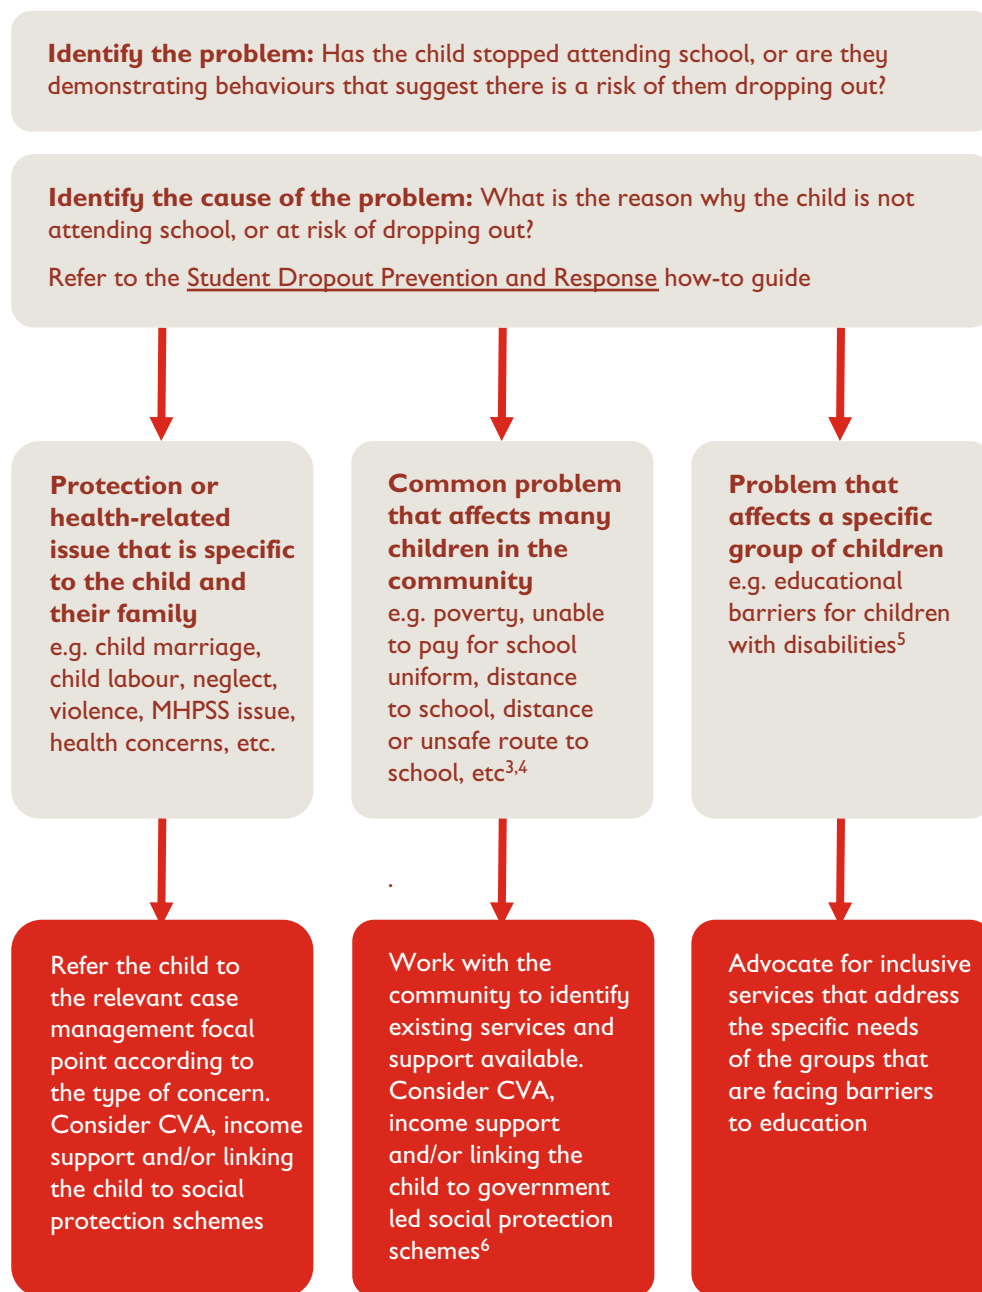 Identify the problem: Has the child stopped attending school, or are they
demonstrating behaviours that suggest there is a risk of them dropping out?
Identify the cause of the problem: What is the reason why the child is not
attending school, or at risk of dropping out?
Refer to the Student Dropout Prevention and Response how-to guide
Protection or
health-related
issue that is specific
to the child and
their family
e.g. child marriage,
child labour, neglect,
violence, MHPSS issue,
health concerns, etc.
Common problem
that affects many
children in the
community
e.g. poverty, unable
to pay for school
uniform, distance
to school, distance
or unsafe route to
school, etc3,4
Problem that
affects a specific
group of children
e.g. educational
barriers for children
with disabilities5
.
Refer the child to
the relevant case
management focal
point according to
the type of concern.
Consider CVA, income
support and/or linking
the child to social
protection schemes
Work with the
community to identify
existing services and
support available.
Consider CVA,
income support
and/or linking the
child to government
led social protection
schemes6
Advocate for inclusive
services that address
the specific needs
of the groups that
are facing barriers
to education